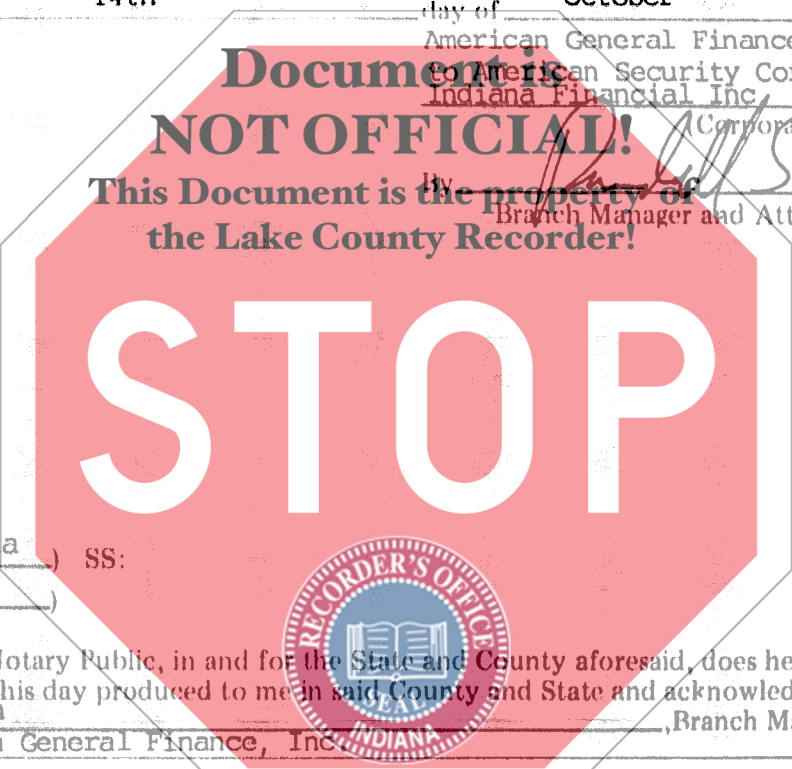 14th day of October
American General Finance
to American Security Co
Indiana Financial Inc
(Corpora
By
Branch Manager and Att
Document is
NOT OFFICIAL!
This Document is the property of
the Lake County Recorder!
STOP
a ) SS:
)
RECORDER'S OFFICE
SEAL
INDIANA
Notary Public, in and for the State and County aforesaid, does he
his day produced to me in said County and State and acknowled
,Branch Ma
General Finance, Inc.